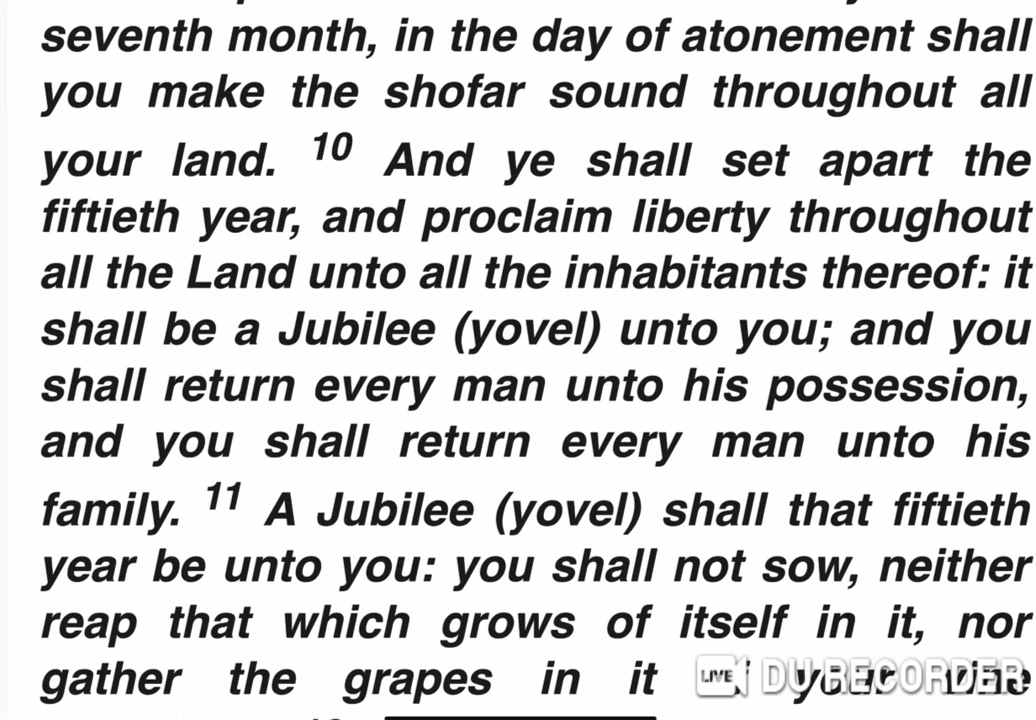 seventh month, in the day of atonement shall
you make the shofar sound throughout all
your land. 10 And ye shall set apart the
fiftieth year, and proclaim liberty throughout
all the Land unto all the inhabitants thereof: it
shall be a Jubilee (yovel) unto you; and you
shall return every man unto his possession,
and you shall return every man unto his
family. 11 A Jubilee (yovel) shall that fiftieth
year be unto you: you shall not sow, neither
reap that which grows of itself in it, nor
gather the grapes in it your vine
LIVE DU RECORDER